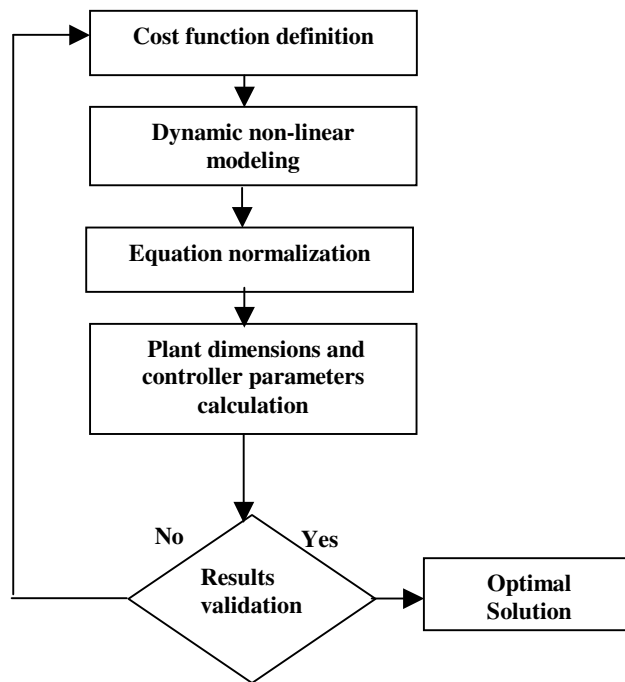 Cost function definition
Dynamic non-linear
modeling
Equation normalization
Plant dimensions and
controller parameters
calculation
No
Yes
Results
validation
Optimal
Solution